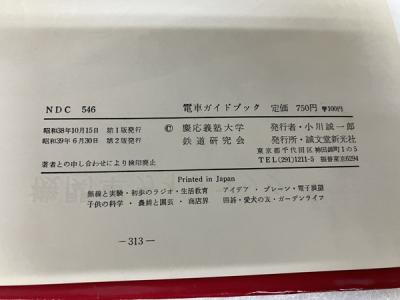 NDC 546 電車ガイドブック 定価 750円 〒100円
昭和38年10月15日 第1版発行
昭和39年6月30日 第2版発行
© 慶応義塾大学
鉄道研究会
発行者・小川誠一郎
発行所・誠文堂新光社
東京都千代田区神田錦町1の5
TEL(291)1211-5 振替東京6294
著者との申し合わせにより検印廃止
Printed in Japan
無線と実験・初歩のラジオ・生活教育 アイデア・ブレーン・電子展望
子供の科学・農耕と園芸・商店界 囲碁・愛犬の友・ガーデンライフ
—313—